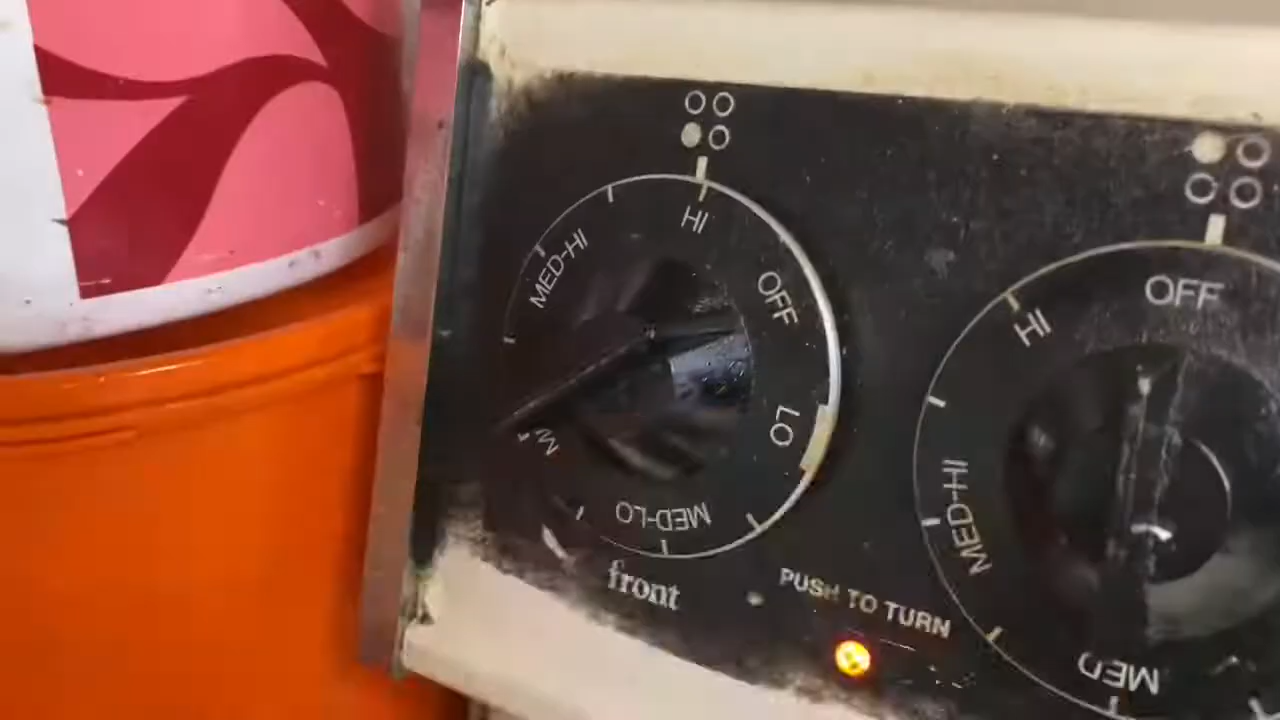 HI
MED-HI
OFF
LO
MED-LO
front
PUSH TO TURN
OFF
HI
MED-HI
MED